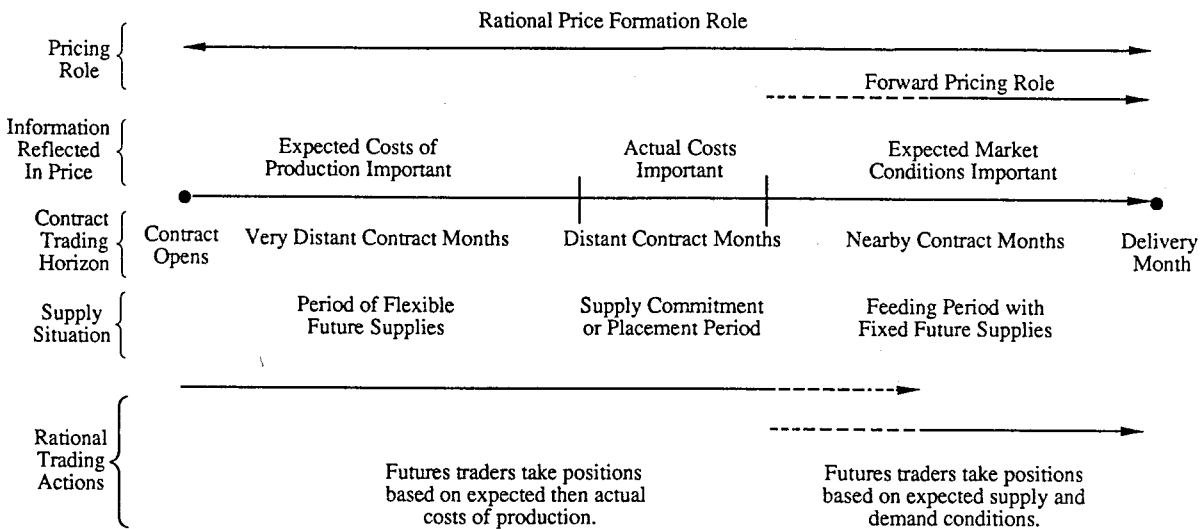 Rational Price Formation Role
Pricing
Role
Forward Pricing Role
Information
Reflected
In Price
Expected Costs of
Production Important
Actual Costs
Important
Expected Market
Conditions Important
Contract
Trading
Horizon
Contract
Opens
Very Distant Contract Months
Distant Contract Months
Nearby Contract Months
Delivery
Month
Supply
Situation
Period of Flexible
Future Supplies
Supply Commitment
or Placement Period
Feeding Period with
Fixed Future Supplies
Rational
Trading
Actions
Futures traders take positions
based on expected then actual
costs of production.
Futures traders take positions
based on expected supply and
demand conditions.